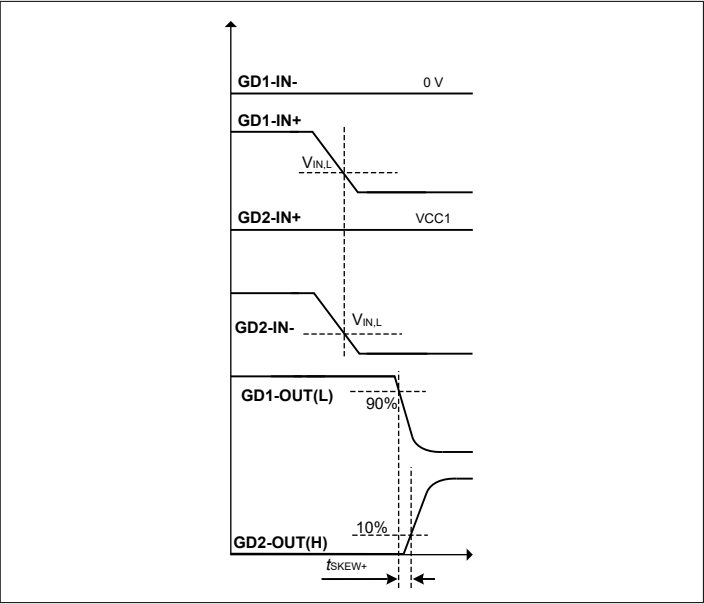 GD1-IN- 0 V
GD1-IN+
VIN,L
GD2-IN+ VCC1
VIN,L
GD2-IN-
GD1-OUT(L)
90%
10%
GD2-OUT(H)
tSKEW+